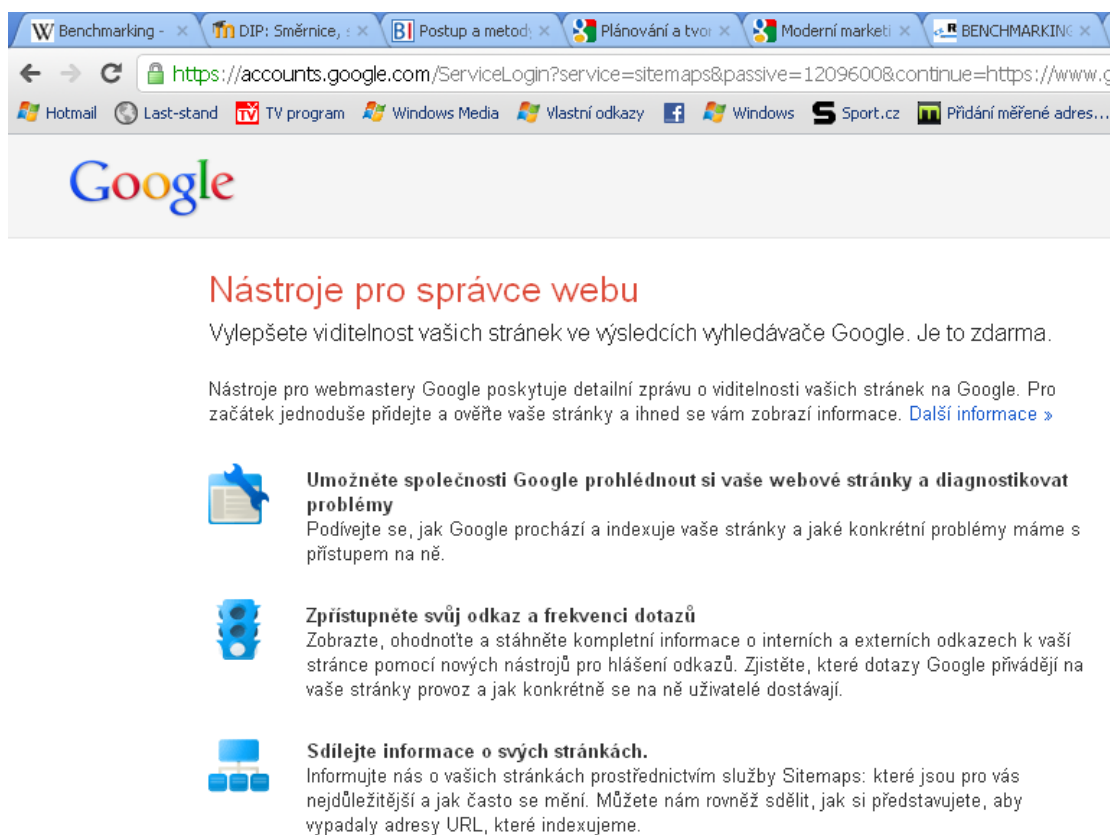 Benchmarking -
DIP: Směrnice,
Postup a metod
Plánování a tvor
Moderní marketi
BENCHMARKING
https://accounts.google.com/ServiceLogin?service=sitemaps&passive=1209600&continue=https://www.g
Hotmail Last-stand TV program Windows Media Vlastní odkazy Windows Sport.cz Přidání měřené adres...
Google
Nástroje pro správce webu
Vylepšete viditelnost vašich stránek ve výsledcích vyhledávače Google. Je to zdarma.
Nástroje pro webmastery Google poskytuje detailní zprávu o viditelnosti vašich stránek na Google. Pro
začátek jednoduše přidejte a ověřte vaše stránky a ihned se vám zobrazí informace. Další informace »
Umožněte společnosti Google prohlédnout si vaše webové stránky a diagnostikovat
problémy
Podívejte se, jak Google prochází a indexuje vaše stránky a jaké konkrétní problémy máme s
přístupem na ně.
Zpřístupněte svůj odkaz a frekvenci dotazů
Zobrazte, ohodnoťte a stáhněte kompletní informace o interních a externích odkazech k vaší
stránce pomocí nových nástrojů pro hlášení odkazů. Zjistěte, které dotazy Google přivádějí na
vaše stránky provoz a jak konkrétně se na ně uživatelé dostávají.
Sdílejte informace o svých stránkách.
Informujte nás o vašich stránkách prostřednictvím služby Sitemaps: které jsou pro vás
nejdůležitější a jak často se mění. Můžete nám rovněž sdělit, jak si představujete, aby
vypadaly adresy URL, které indexujeme.